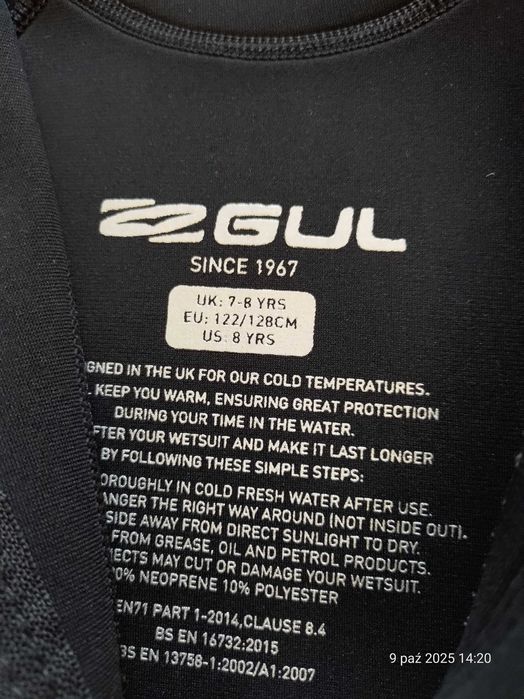 GUL
SINCE 1967
UK: 7-8 YRS
EU: 122/128CM
US: 8 YRS
GNED IN THE UK FOR OUR COLD TEMPERATURES.
KEEP YOU WARM, ENSURING GREAT PROTECTION
DURING YOUR TIME IN THE WATER.
FTER YOUR WETSUIT AND MAKE IT LAST LONGER
BY FOLLOWING THESE SIMPLE STEPS:
OROUGHLY IN COLD FRESH WATER AFTER USE.
ANGER THE RIGHT WAY AROUND (NOT INSIDE OUT).
SIDE AWAY FROM DIRECT SUNLIGHT TO DRY.
FROM GREASE, OIL AND PETROL PRODUCTS.
JECTS MAY CUT OR DAMAGE YOUR WETSUIT.
0% NEOPRENE 10% POLYESTER
EN71 PART 1-2014,CLAUSE 8.4
BS EN 16732:2015
BS EN 13758-1:2002/A1:2007
9 paź 2025 14:20